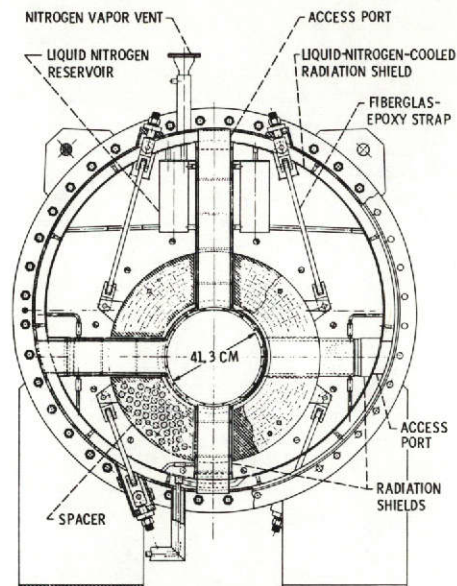 NITROGEN VAPOR VENT
ACCESS PORT
LIQUID NITROGEN
RESERVOIR
LIQUID-NITROGEN-COOLED
RADIATION SHIELD
FIBERGLAS-
EPOXY STRAP
41.3 CM
ACCESS
PORT
RADIATION
SHIELDS
SPACER